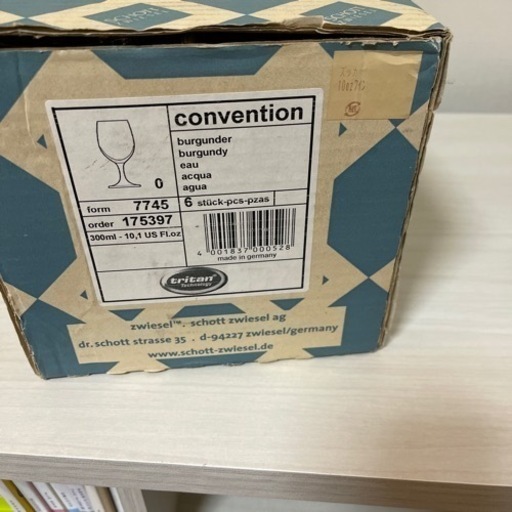 convention
burgunder
burgundy
eau
acqua
agua
0
form 7745
6 stück-pcs-pzas
order 175397
300ml - 10,1 US Fl.oz
4 001837 000528
made in germany
tritan
Technology
zwiesel™. schott zwiesel ag
dr. schott strasse 35 . d-94227 zwiesel/germany
www.schott-zwiesel.de